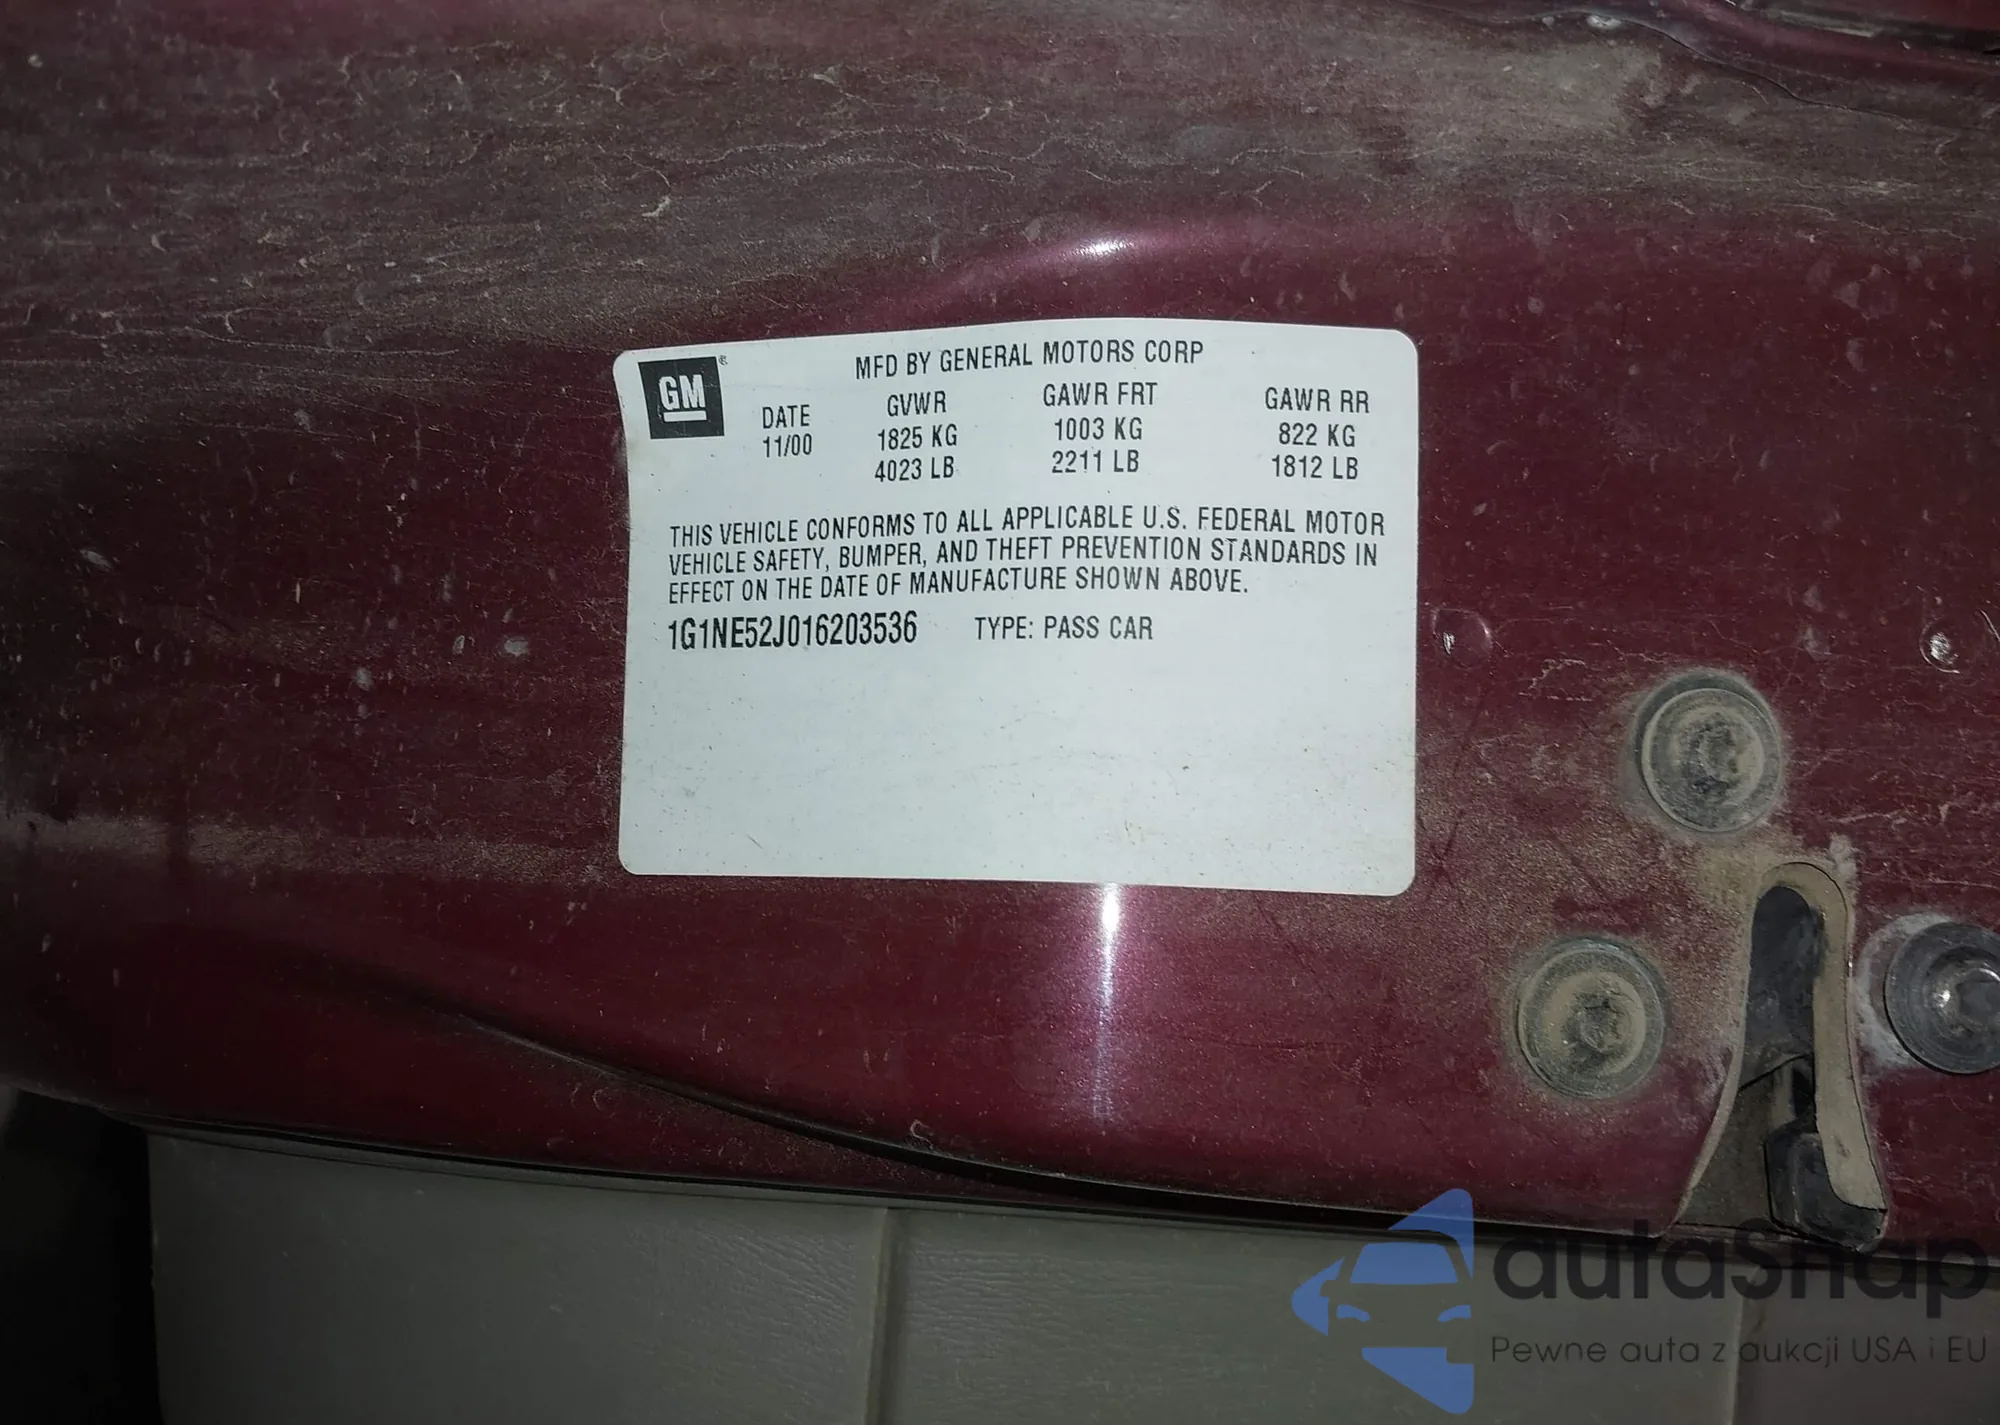 GM
MFD BY GENERAL MOTORS CORP
DATE GVWR GAWR FRT GAWR RR
11/00 1825 KG 1003 KG 822 KG
4023 LB 2211 LB 1812 LB
THIS VEHICLE CONFORMS TO ALL APPLICABLE U.S. FEDERAL MOTOR
VEHICLE SAFETY, BUMPER, AND THEFT PREVENTION STANDARDS IN
EFFECT ON THE DATE OF MANUFACTURE SHOWN ABOVE.
1G1NE52J016203536 TYPE: PASS CAR
autaSnap
Pewne auta z aukcji USA i EU